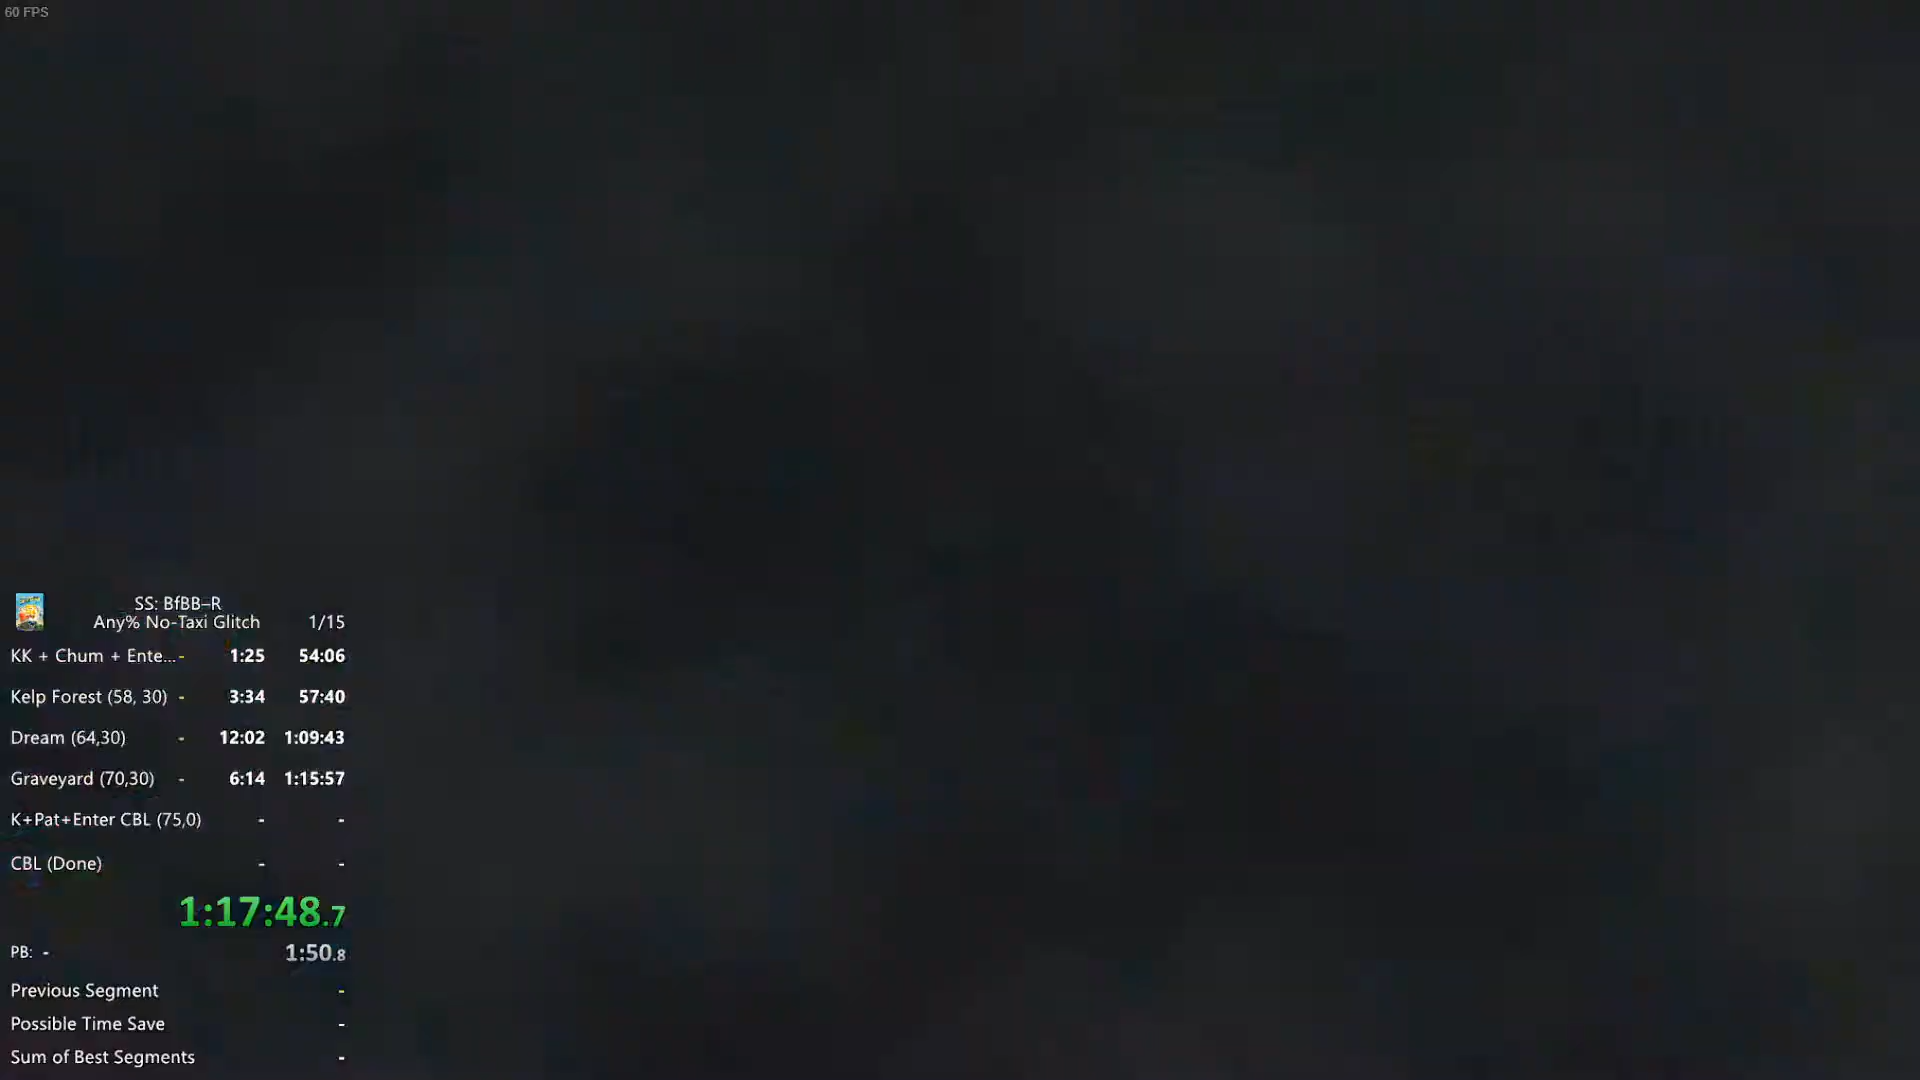 60 FPS
SS: BfBB–R
Any% No-Taxi Glitch 1/15
KK + Chum + Ente... - 1:25 54:06
Kelp Forest (58, 30) - 3:34 57:40
Dream (64,30) - 12:02 1:09:43
Graveyard (70,30) - 6:14 1:15:57
K+Pat+Enter CBL (75,0) - -
CBL (Done) - -
1:17:48.7
PB: - 1:50.8
Previous Segment -
Possible Time Save -
Sum of Best Segments -